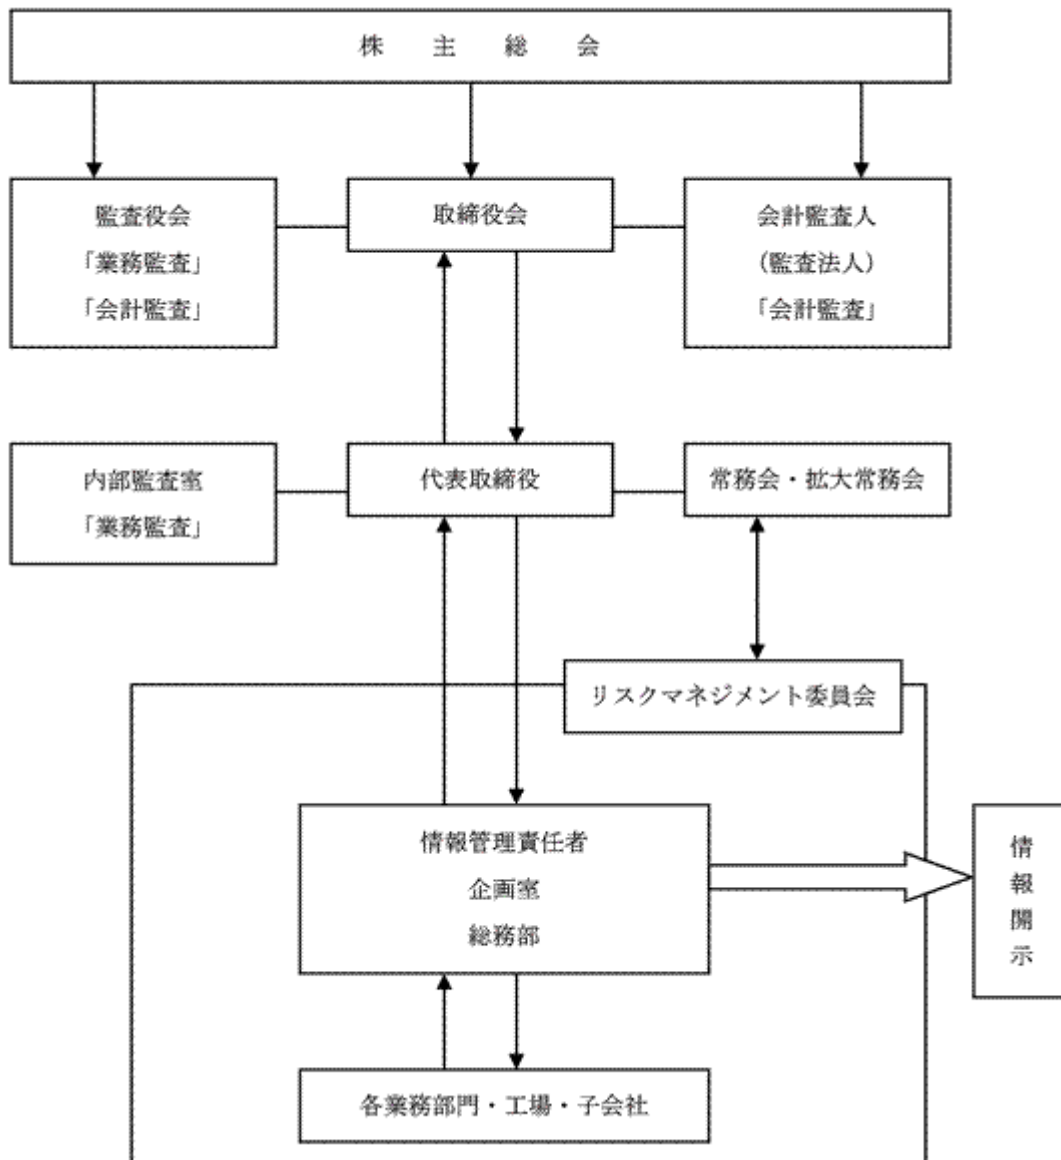 株主総会
監査役会
「業務監査」
「会計監査」
取締役会
会計監査人
（監査法人）
「会計監査」
内部監査室
「業務監査」
代表取締役
常務会・拡大常務会
リスクマネジメント委員会
情報管理責任者
企画室
総務部
情報開示
各業務部門・工場・子会社